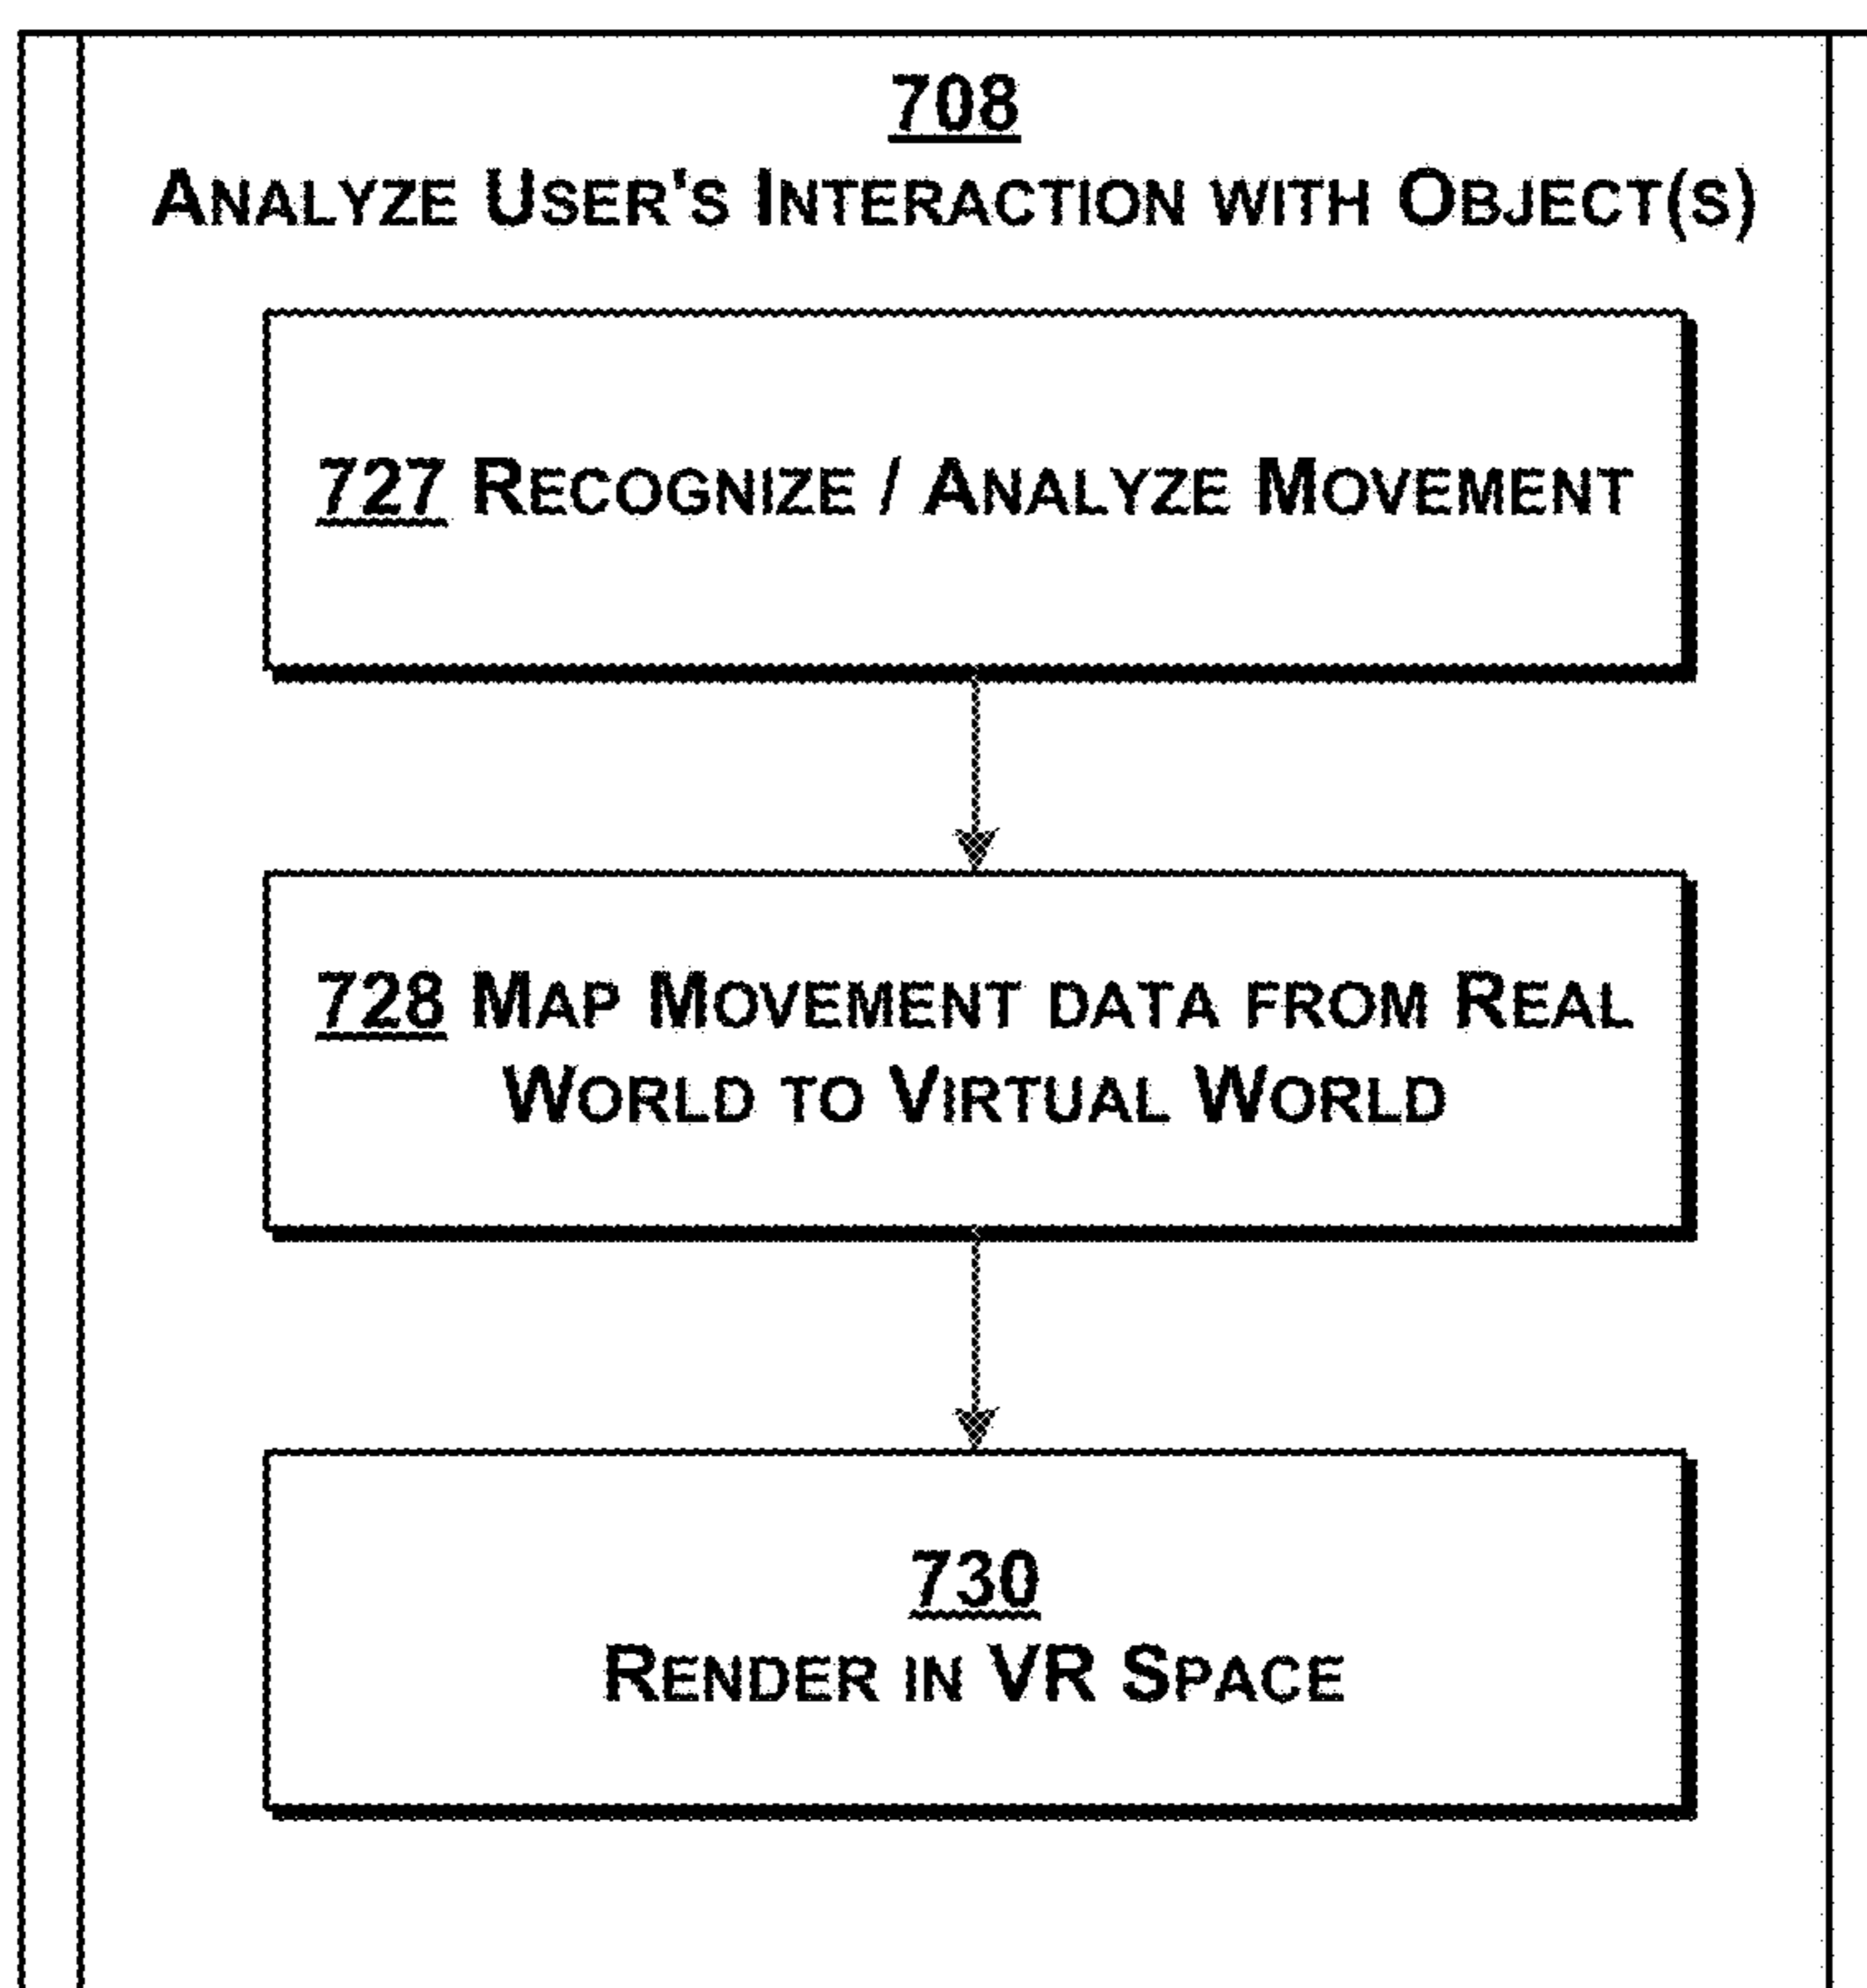 708
ANALYZE USER'S INTERACTION WITH OBJECT(S)
727 RECOGNIZE / ANALYZE MOVEMENT
728 MAP MOVEMENT DATA FROM REAL
WORLD TO VIRTUAL WORLD
730
RENDER IN VR SPACE